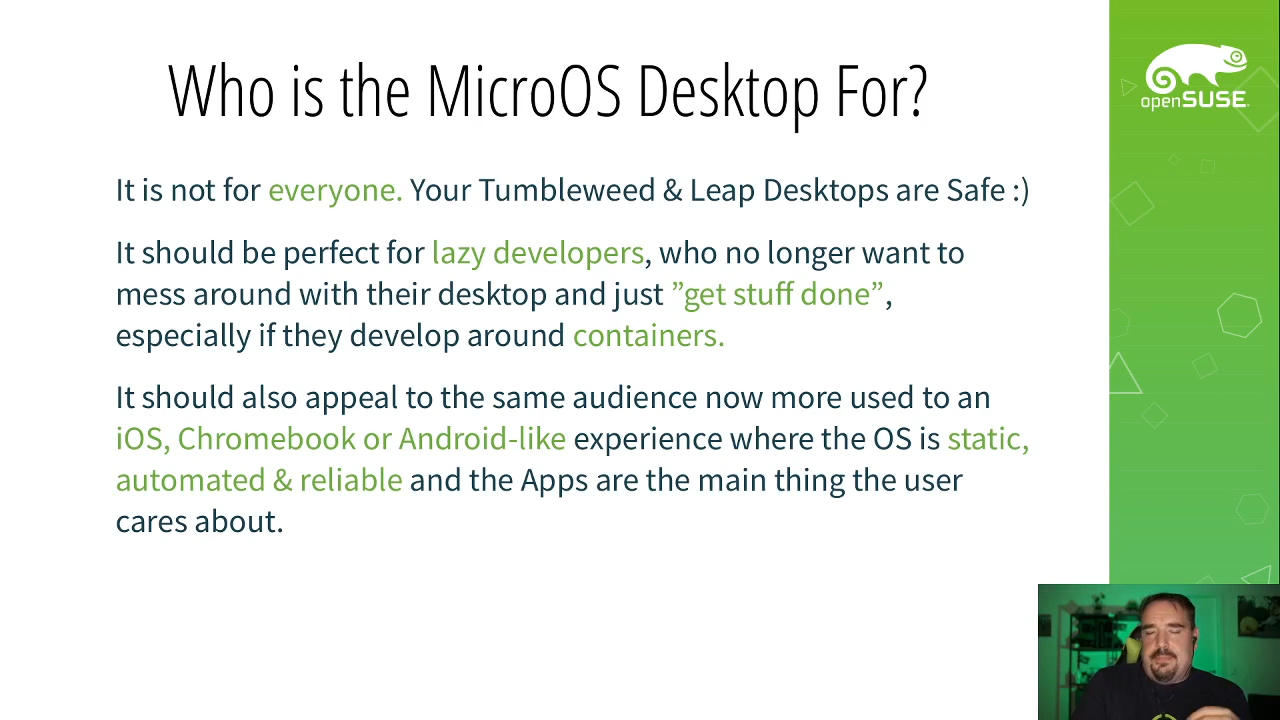 Who is the MicroOS Desktop For?
openSUSE
It is not for everyone. Your Tumbleweed & Leap Desktops are Safe :)
It should be perfect for lazy developers, who no longer want to
mess around with their desktop and just ”get stuff done”,
especially if they develop around containers.
It should also appeal to the same audience now more used to an
iOS, Chromebook or Android-like experience where the OS is static,
automated & reliable and the Apps are the main thing the user
cares about.